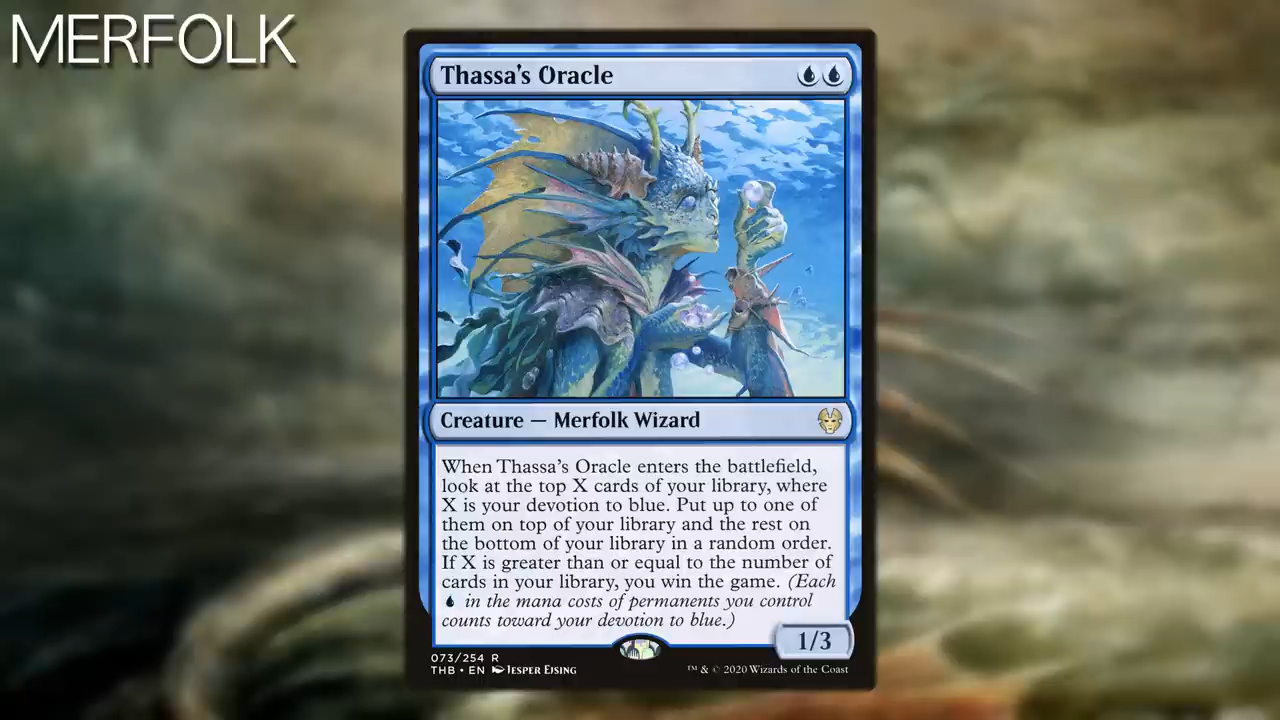 MERFOLK
Thassa's Oracle
Creature — Merfolk Wizard
When Thassa's Oracle enters the battlefield,
look at the top X cards of your library, where
X is your devotion to blue. Put up to one of
them on top of your library and the rest on
the bottom of your library in a random order.
If X is greater than or equal to the number of
cards in your library, you win the game. (Each
in the mana costs of permanents you control
counts toward your devotion to blue.)
1/3
073/254 R
THB • EN JESPER EJSING
™ & © 2020 Wizards of the Coast